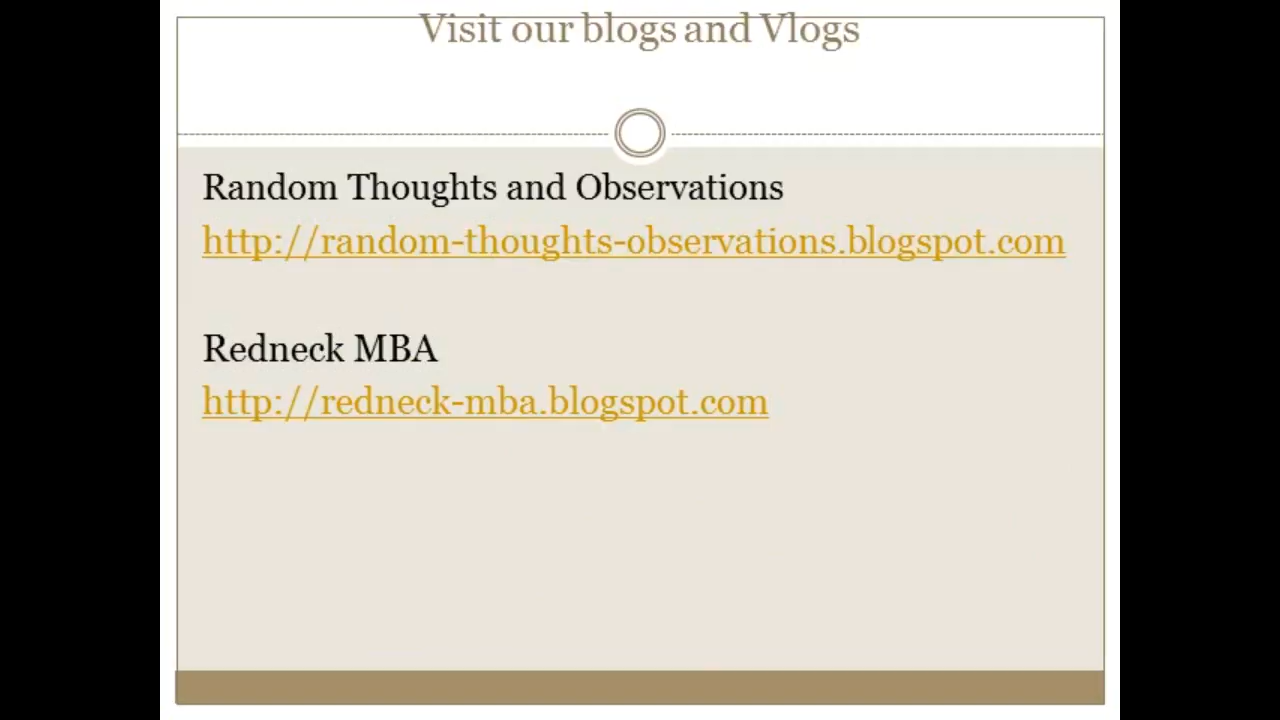 Visit our blogs and Vlogs
Random Thoughts and Observations
http://random-thoughts-observations.blogspot.com
Redneck MBA
http://redneck-mba.blogspot.com